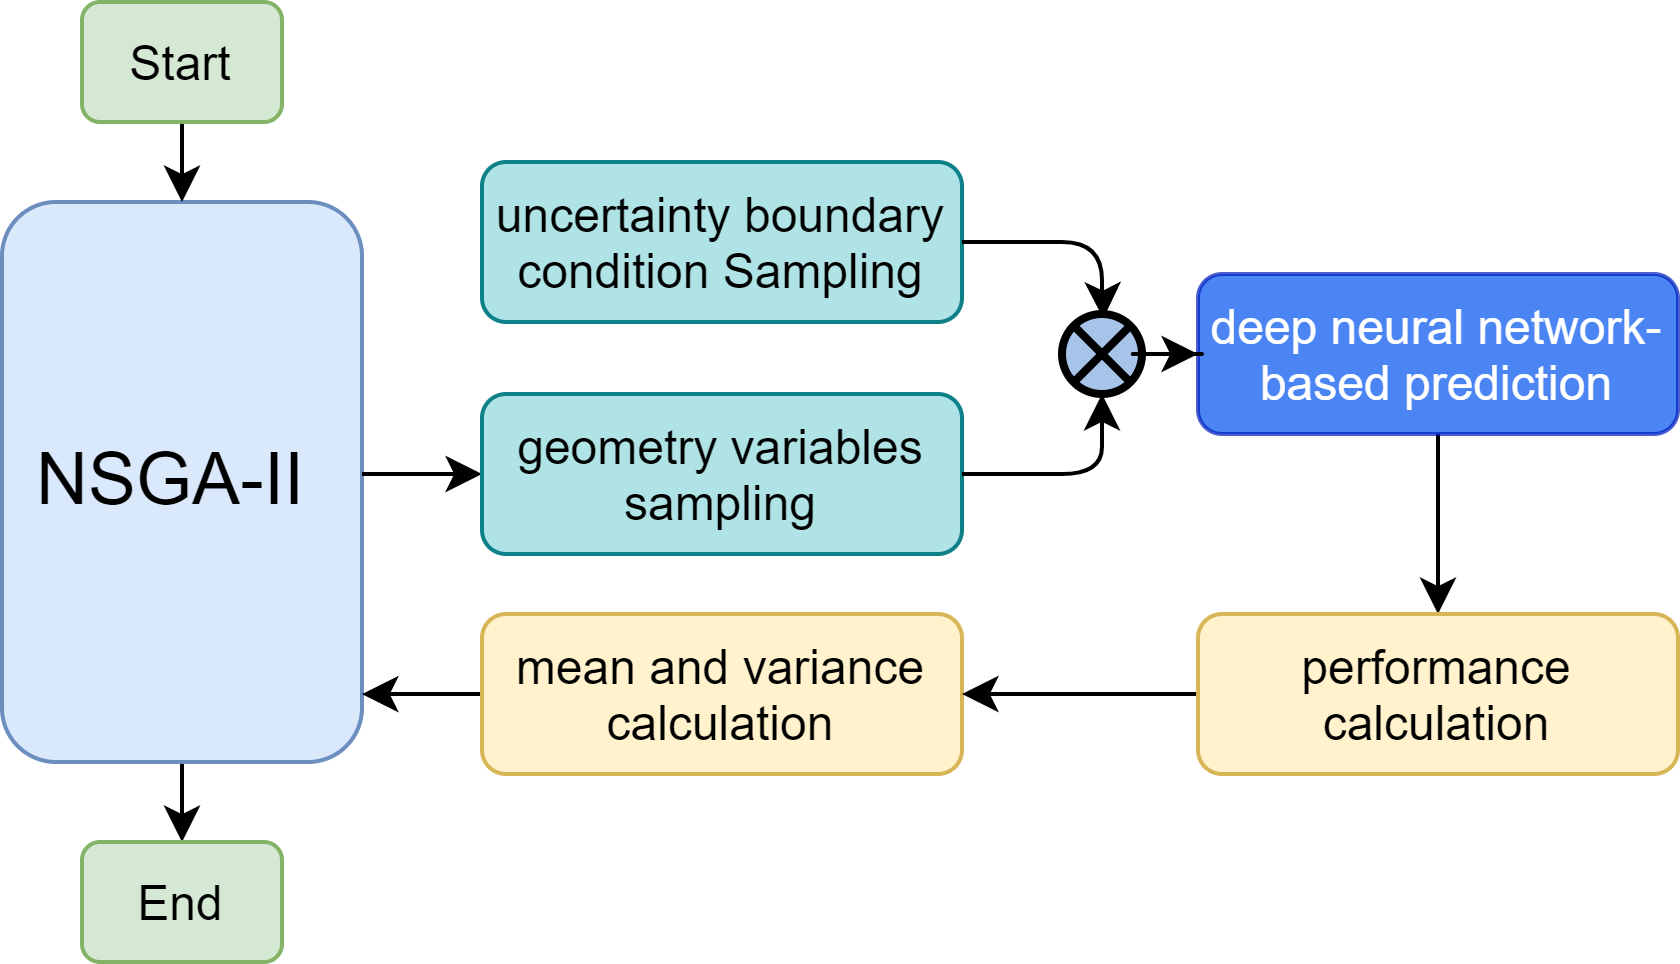 Start
uncertainty boundary
condition Sampling
deep neural network-
based prediction
NSGA-II
geometry variables
sampling
mean and variance
calculation
performance
calculation
End